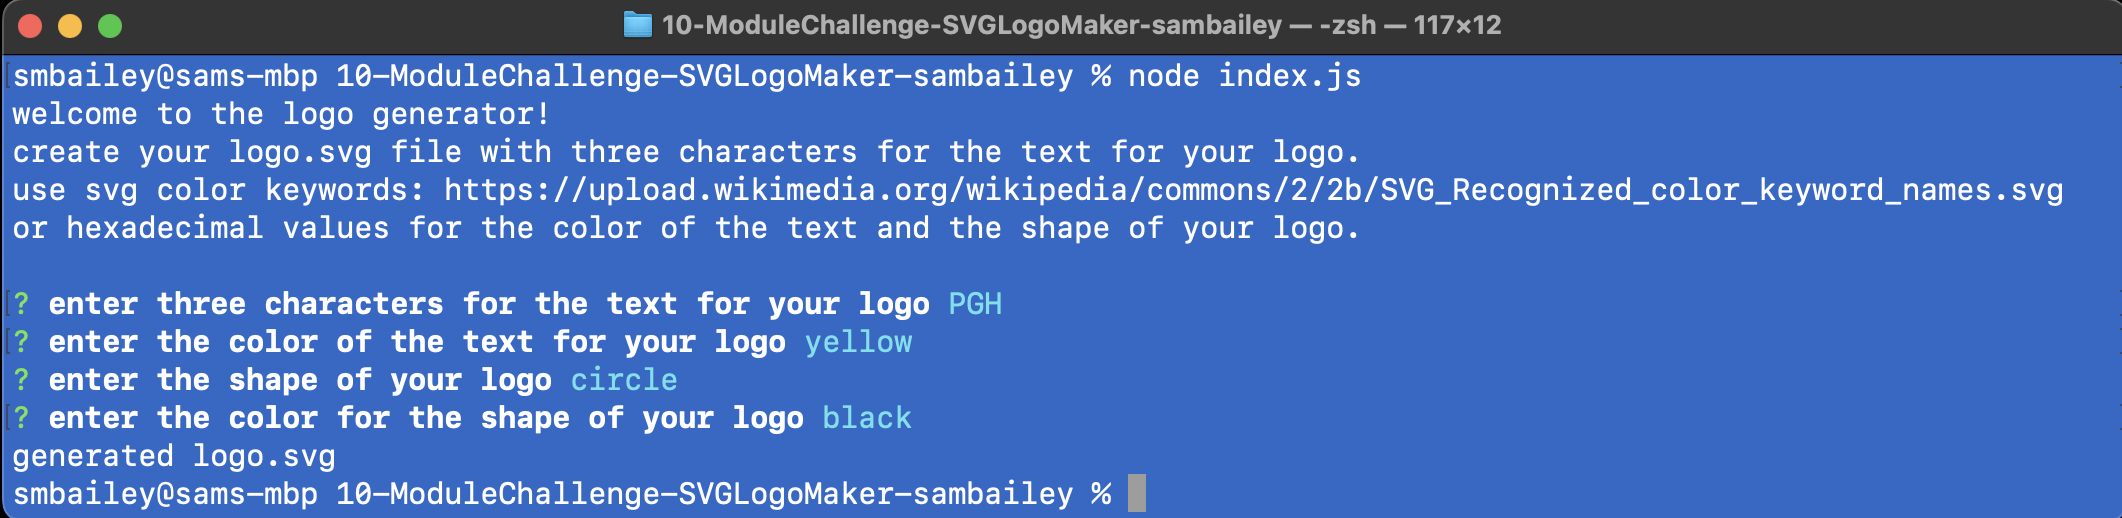 10-ModuleChallenge-SVGLogoMaker-sambailey — -zsh — 117×12
smbailey@sams-mbp 10-ModuleChallenge-SVGLogoMaker-sambailey % node index.js
welcome to the logo generator!
create your logo.svg file with three characters for the text for your logo.
use svg color keywords: https://upload.wikimedia.org/wikipedia/commons/2/2b/SVG_Recognized_color_keyword_names.svg
or hexadecimal values for the color of the text and the shape of your logo.
? enter three characters for the text for your logo PGH
? enter the color of the text for your logo yellow
? enter the shape of your logo circle
? enter the color for the shape of your logo black
generated logo.svg
smbailey@sams-mbp 10-ModuleChallenge-SVGLogoMaker-sambailey %